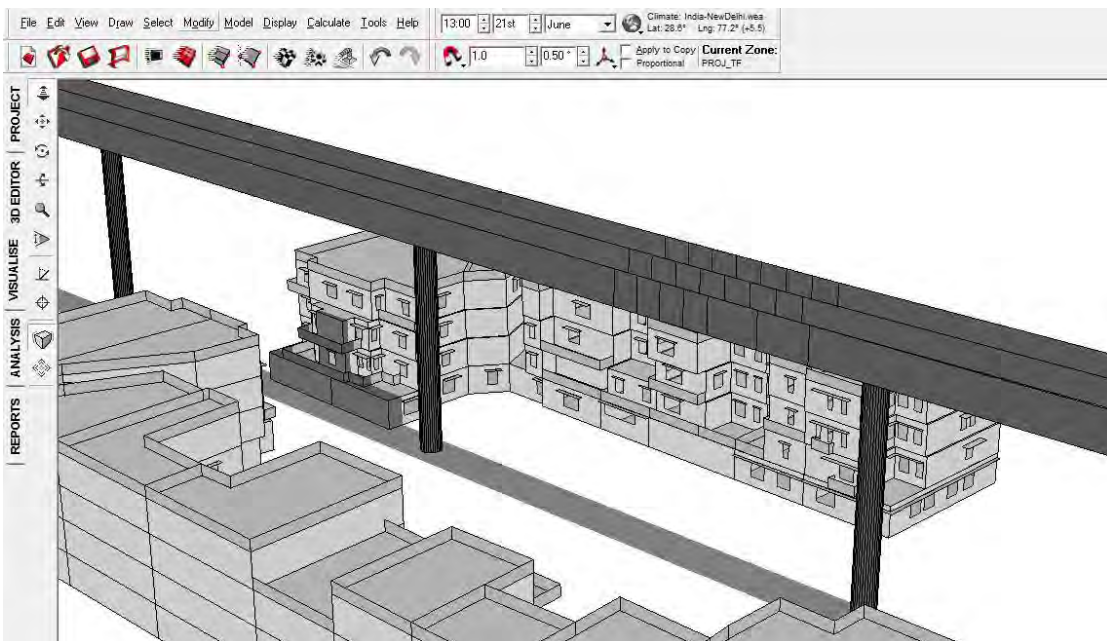 File Edit View Draw Select Modify Model Display Calculate Tools Help
13:00 21st June
Climate: India-NewDelhi.wea
Lat: 28.6° Lng: 77.2° (+5.5)
1.0 0.50 °
Apply to Copy
Proportional
Current Zone:
PROJ_TF
PROJECT
3D EDITOR
VISUALISE
ANALYSIS
REPORTS